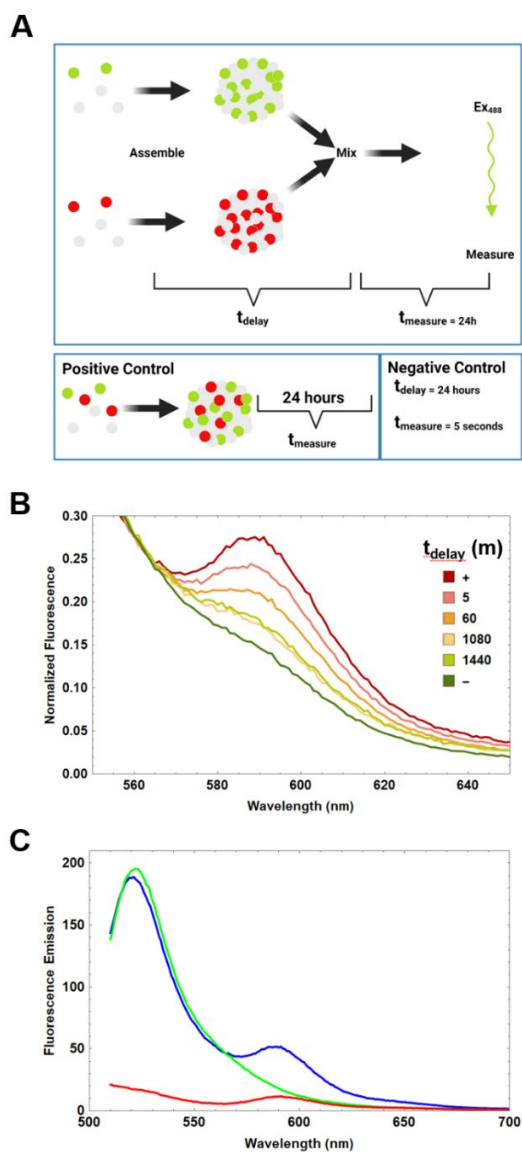 A
Assemble
Mix
Ex488
Measure
tdelay
tmeasure = 24h
Positive Control
24 hours
tmeasure
Negative Control
tdelay = 24 hours
tmeasure = 5 seconds
B
Normalized Fluorescence
0.30
0.25
0.20
0.15
0.10
0.05
0.00
tdelay (m)
+
5
60
1080
1440
–
560
580
600
620
640
Wavelength (nm)
C
Fluorescence Emission
200
150
100
50
0
500
550
600
650
700
Wavelength (nm)